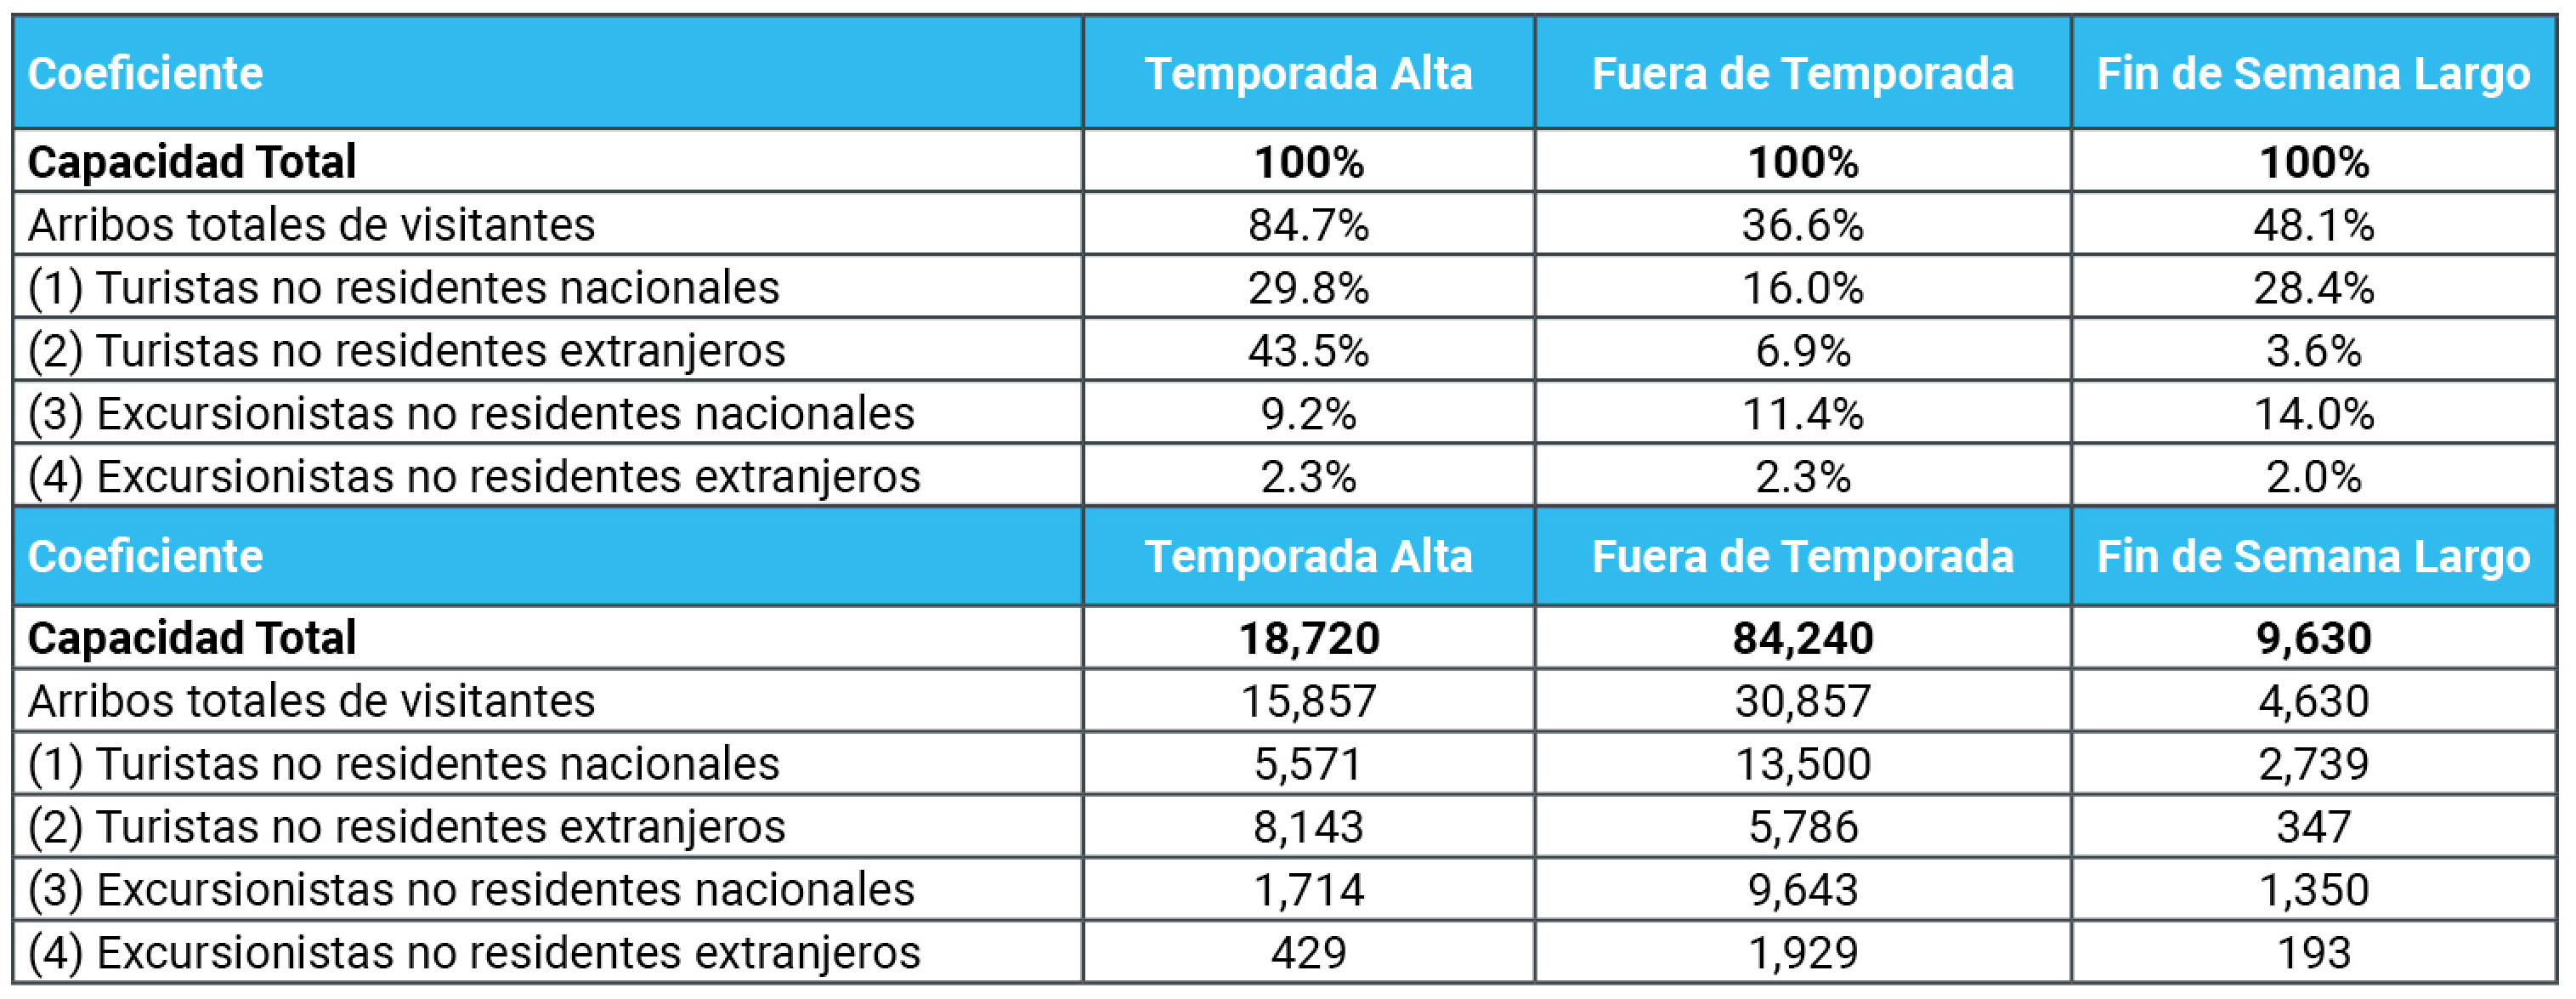 Coeficiente Temporada Alta Fuera de Temporada Fin de Semana Largo
Capacidad Total 100% 100% 100%
Arribos totales de visitantes 84.7% 36.6% 48.1%
(1) Turistas no residentes nacionales 29.8% 16.0% 28.4%
(2) Turistas no residentes extranjeros 43.5% 6.9% 3.6%
(3) Excursionistas no residentes nacionales 9.2% 11.4% 14.0%
(4) Excursionistas no residentes extranjeros 2.3% 2.3% 2.0%
Coeficiente Temporada Alta Fuera de Temporada Fin de Semana Largo
Capacidad Total 18,720 84,240 9,630
Arribos totales de visitantes 15,857 30,857 4,630
(1) Turistas no residentes nacionales 5,571 13,500 2,739
(2) Turistas no residentes extranjeros 8,143 5,786 347
(3) Excursionistas no residentes nacionales 1,714 9,643 1,350
(4) Excursionistas no residentes extranjeros 429 1,929 193